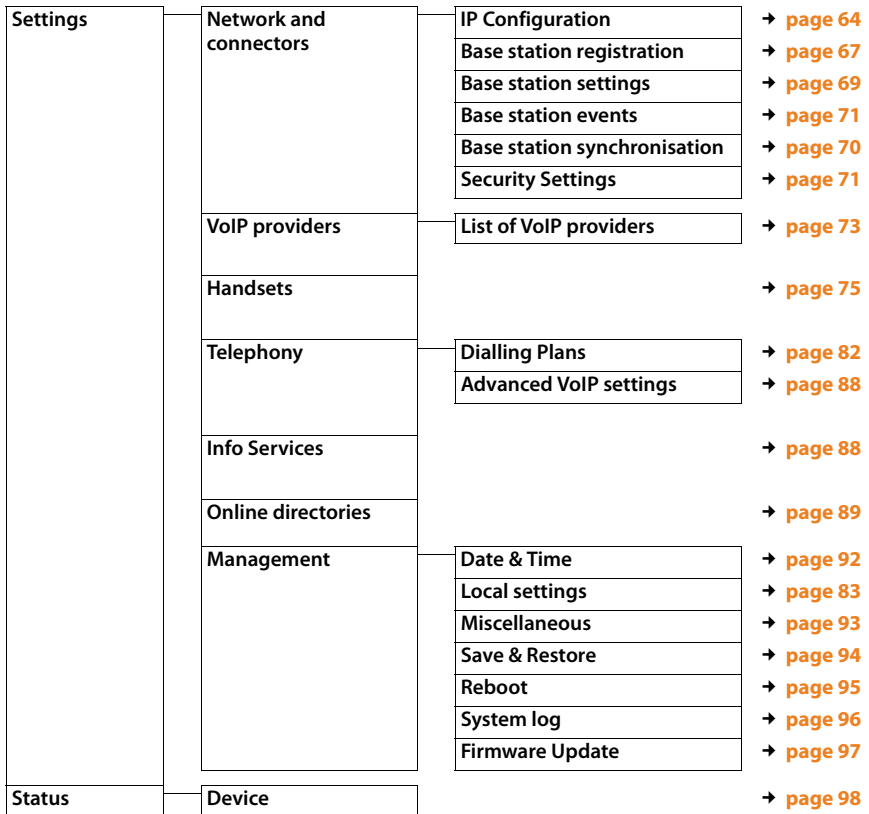 Settings Network and connectors IP Configuration ➔ page 64
Base station registration ➔ page 67
Base station settings ➔ page 69
Base station events ➔ page 71
Base station synchronisation ➔ page 70
Security Settings ➔ page 71
VoIP providers List of VoIP providers ➔ page 73
Handsets ➔ page 75
Telephony Dialling Plans ➔ page 82
Advanced VoIP settings ➔ page 88
Info Services ➔ page 88
Online directories ➔ page 89
Management Date & Time ➔ page 92
Local settings ➔ page 83
Miscellaneous ➔ page 93
Save & Restore ➔ page 94
Reboot ➔ page 95
System log ➔ page 96
Firmware Update ➔ page 97
Status Device ➔ page 98